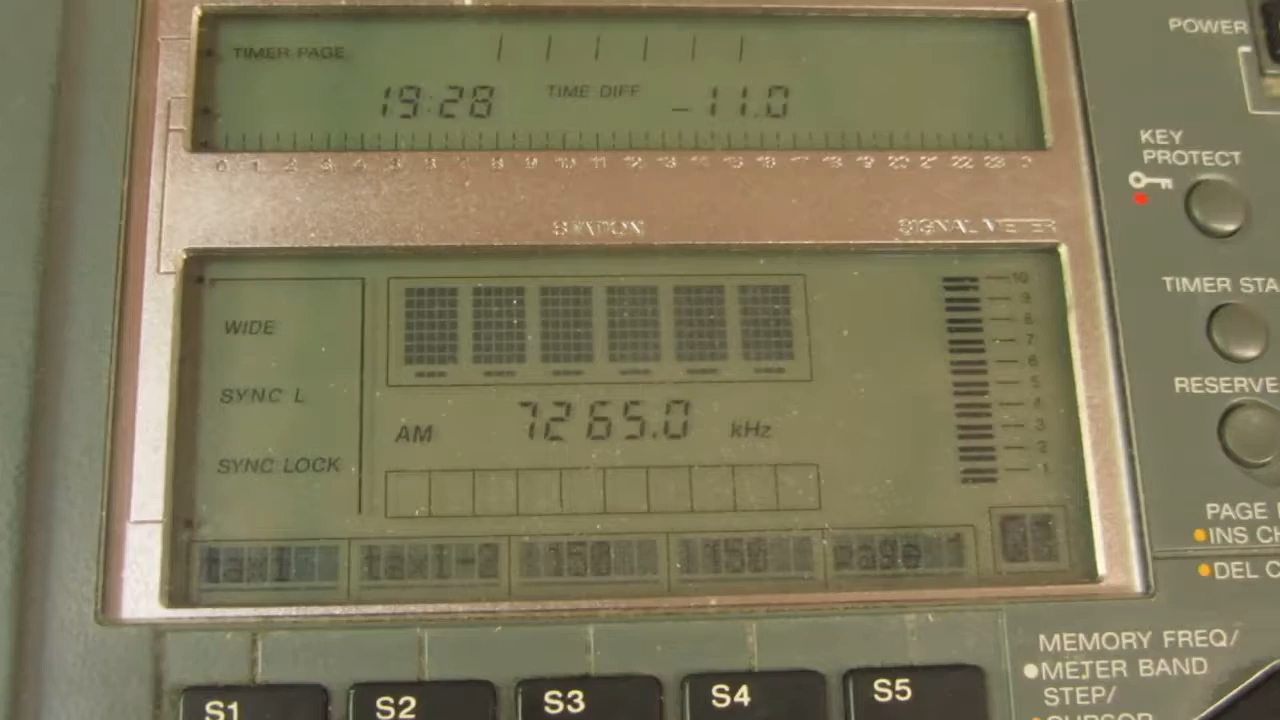 POWER
TIMER PAGE
19:28 TIME DIFF -11.0
0 1 2 3 4 5 6 7 8 9 10 11 12 13 14 15 16 17 18 19 20 21 22 23 0
KEY
PROTECT
STATION
SIGNAL METER
TIMER STA
WIDE
SYNC L
SYNC LOCK
AM 7265.0 kHz
10
9
8
7
6
5
4
3
2
1
RESERVE
PAGE
INS CH
DEL C
taxi taxi-2 150 1150 page 1
MEMORY FREQ/
METER BAND
STEP/
CURSOR
S1 S2 S3 S4 S5